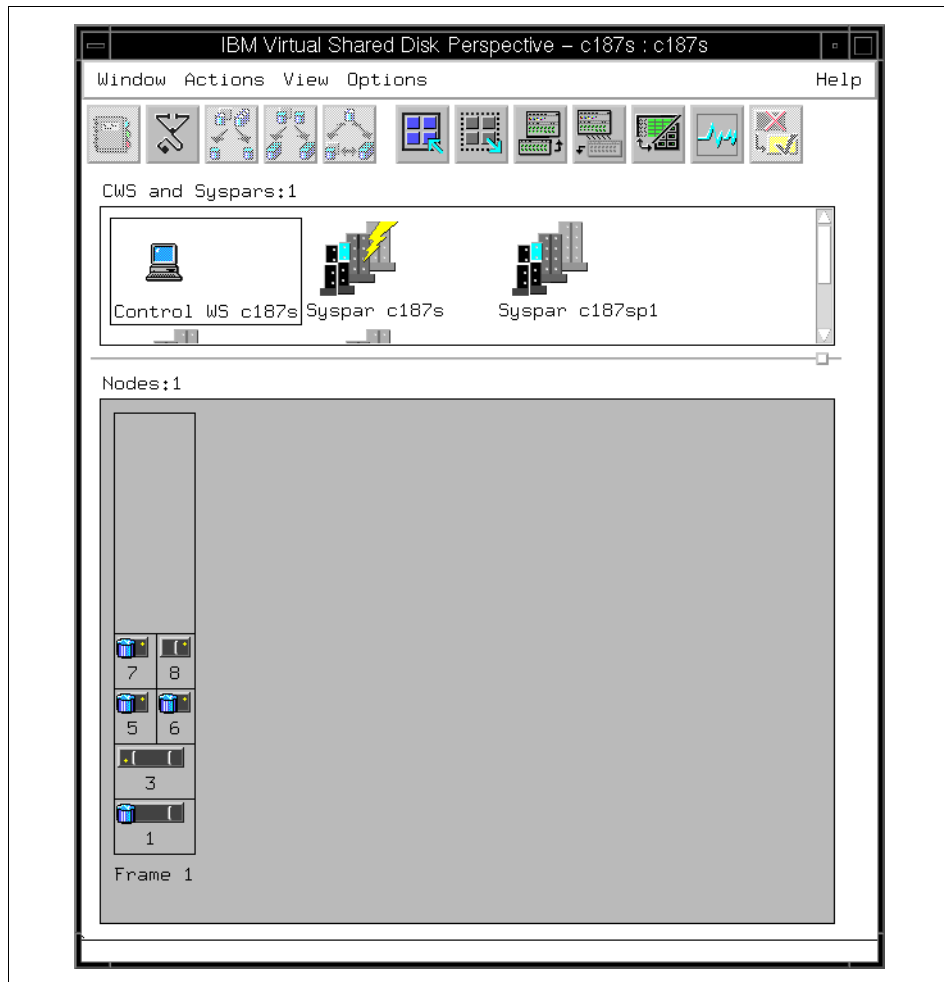 IBM Virtual Shared Disk Perspective – c187s : c187s
Window Actions View Options Help
CWS and Syspars:1
Control WS c187s Syspar c187s Syspar c187sp1
Nodes:1
7 8
5 6
3
1
Frame 1